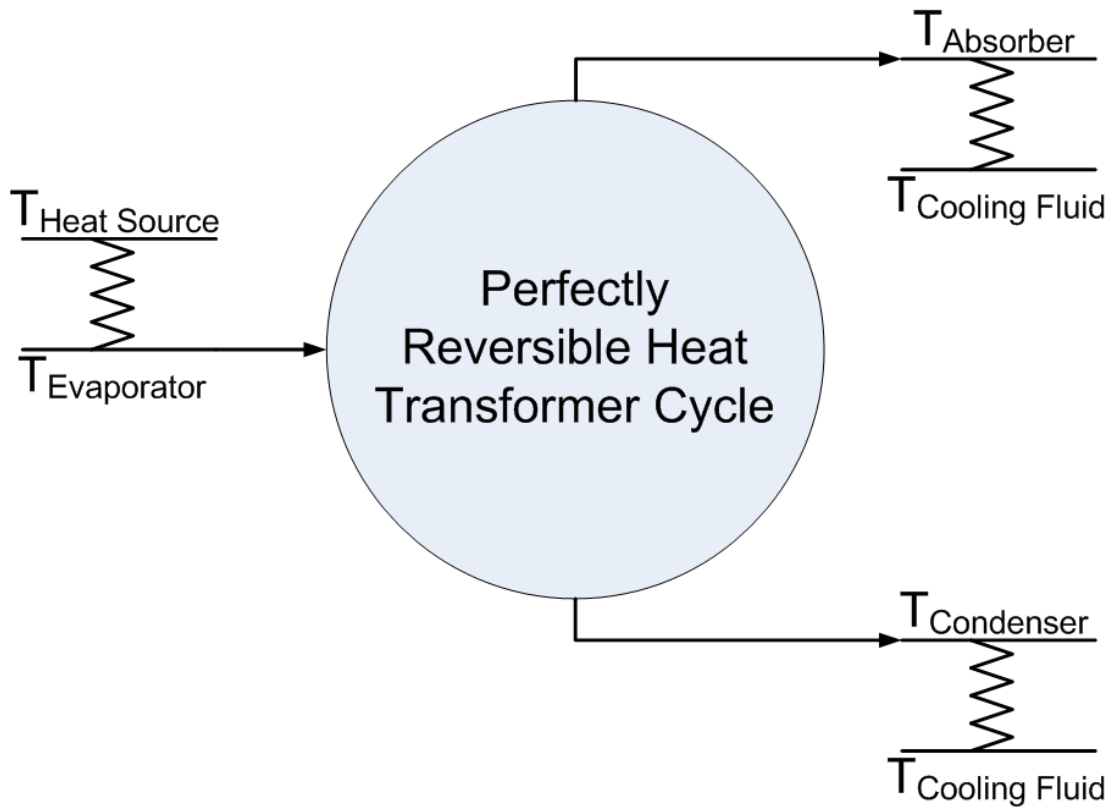 T Absorber
T Cooling Fluid
T Heat Source
T Evaporator
Perfectly
Reversible Heat
Transformer Cycle
T Condenser
T Cooling Fluid